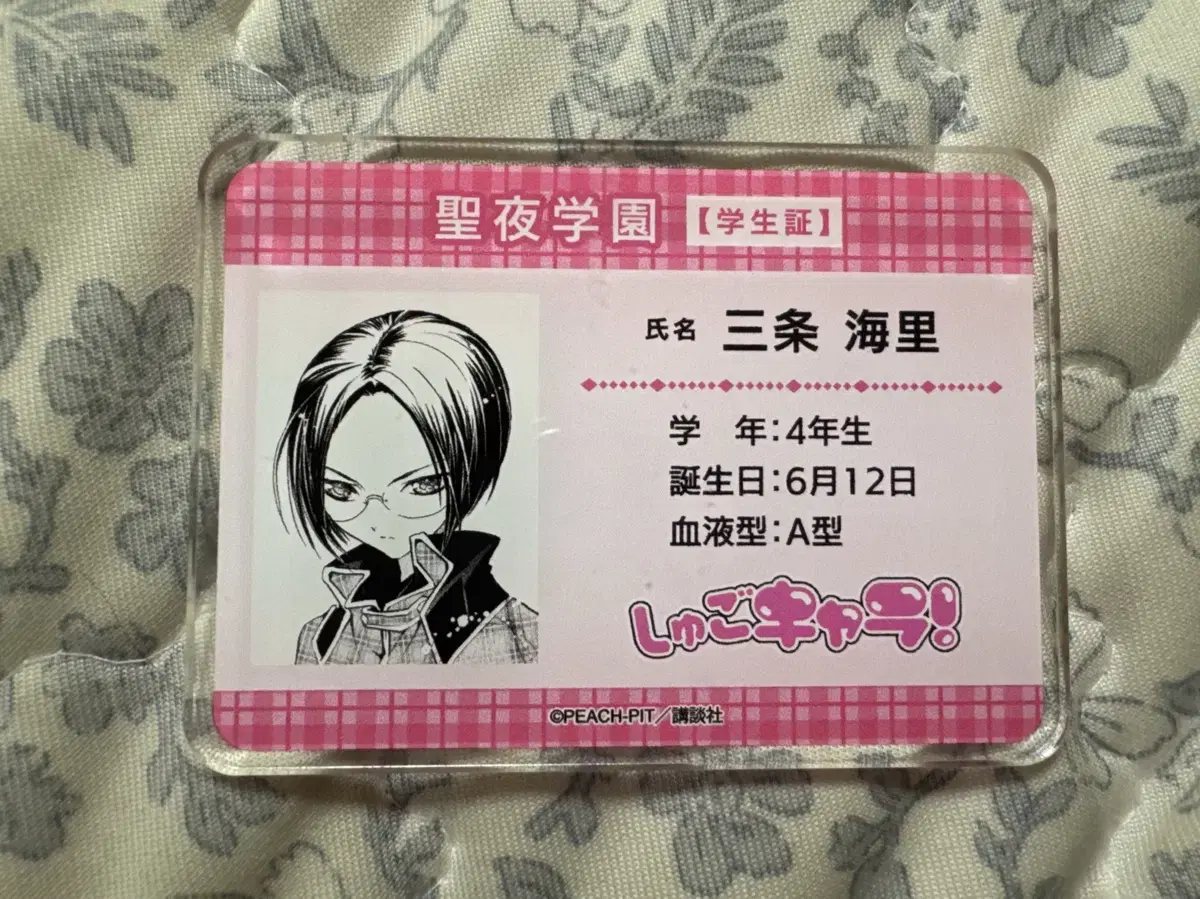 聖夜学園【学生証】
氏名 三条 海里
学　年:4年生
誕生日:6月12日
血液型:A型
しゅごキャラ!
©PEACH-PIT/講談社